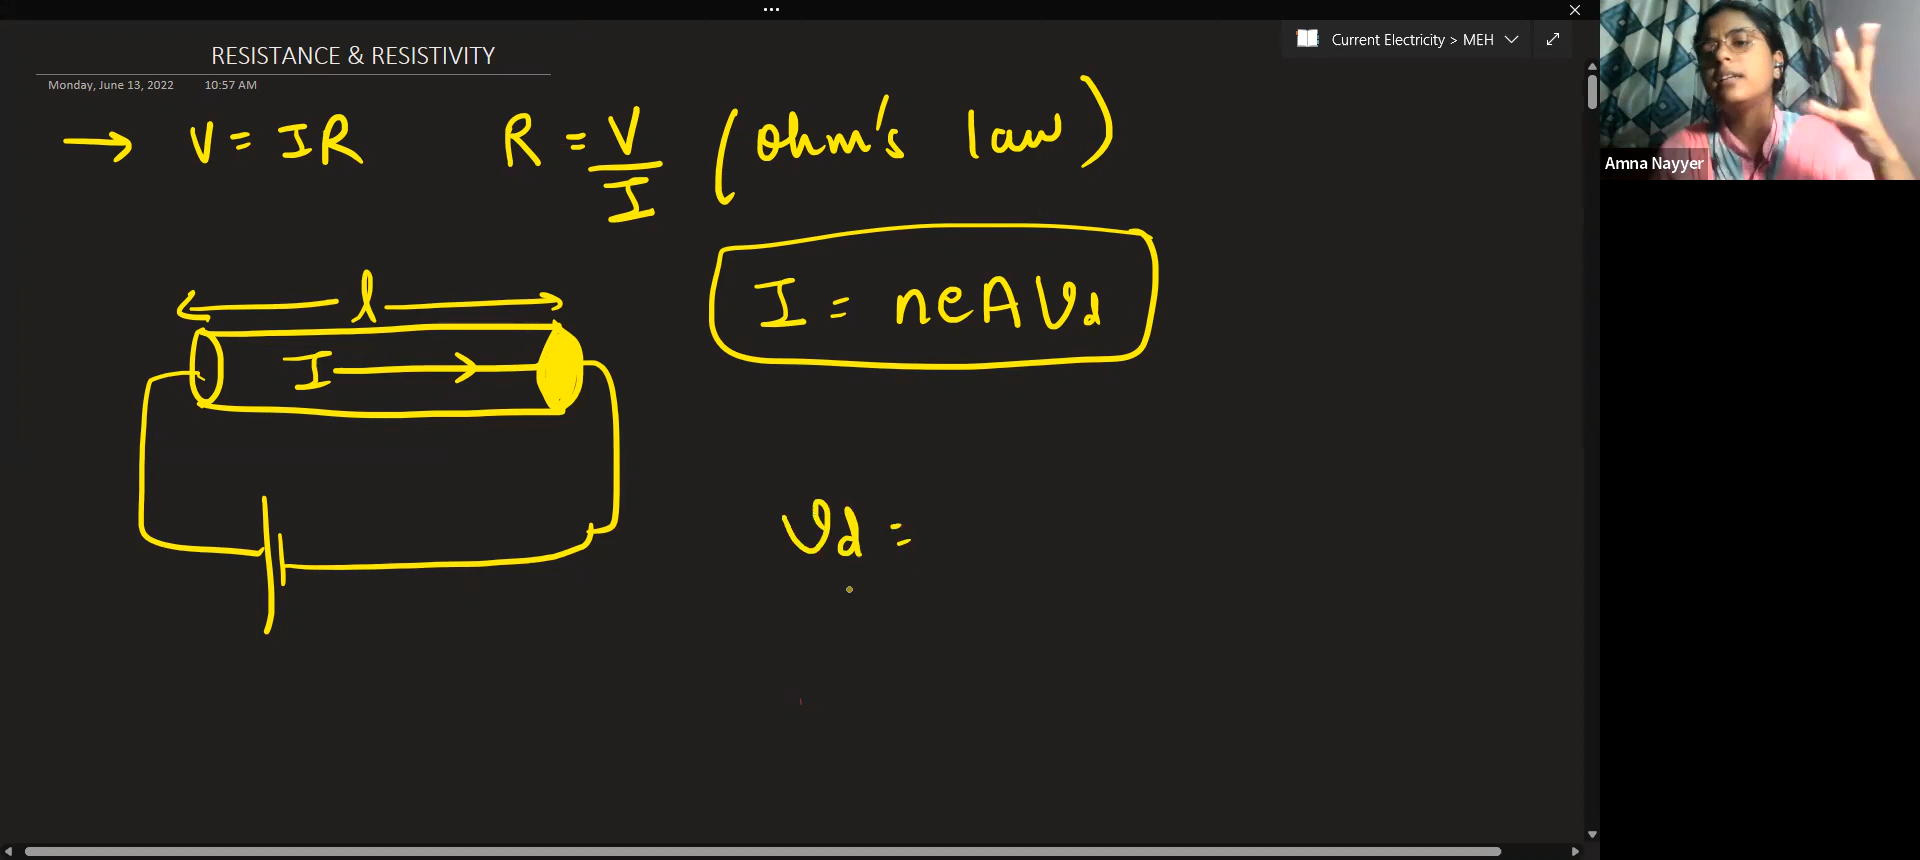 RESISTANCE & RESISTIVITY
Current Electricity > MEH
Monday, June 13, 2022 10:57 AM
→ V = IR R = V/I (ohm's law)
Amna Nayyer
l
I = neAVd
I
Vd =